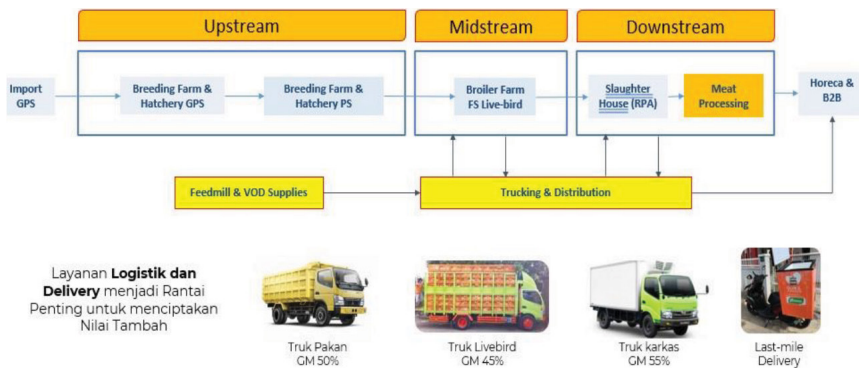 Upstream
Midstream
Downstream
Import
GPS
Breeding Farm &
Hatchery GPS
Breeding Farm &
Hatchery PS
Broiler Farm
FS Live-bird
Slaughter
House (RPA)
Meat
Processing
Horeca &
B2B
Feedmill & VOD Supplies
Trucking & Distribution
Layanan Logistik dan
Delivery menjadi Rantai
Penting untuk menciptakan
Nilai Tambah
Truk Pakan
GM 50%
Truk Livebird
GM 45%
Truk karkas
GM 55%
Last-mile
Delivery